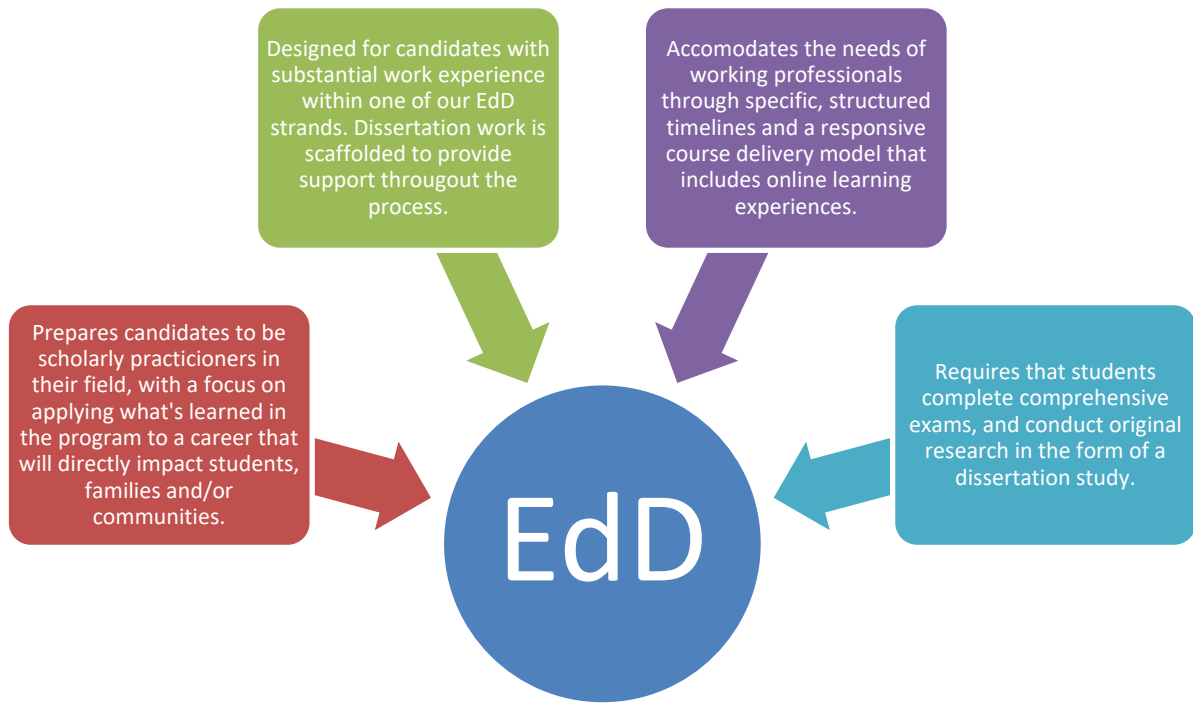 Designed for candidates with
substantial work experience
within one of our EdD
strands. Dissertation work is
scaffolded to provide
support througout the
process.
Accomodates the needs of
working professionals
through specific, structured
timelines and a responsive
course delivery model that
includes online learning
experiences.
Prepares candidates to be
scholarly practicioners in
their field, with a focus on
applying what's learned in
the program to a career that
will directly impact students,
families and/or
communities.
Requires that students
complete comprehensive
exams, and conduct original
research in the form of a
dissertation study.
EdD